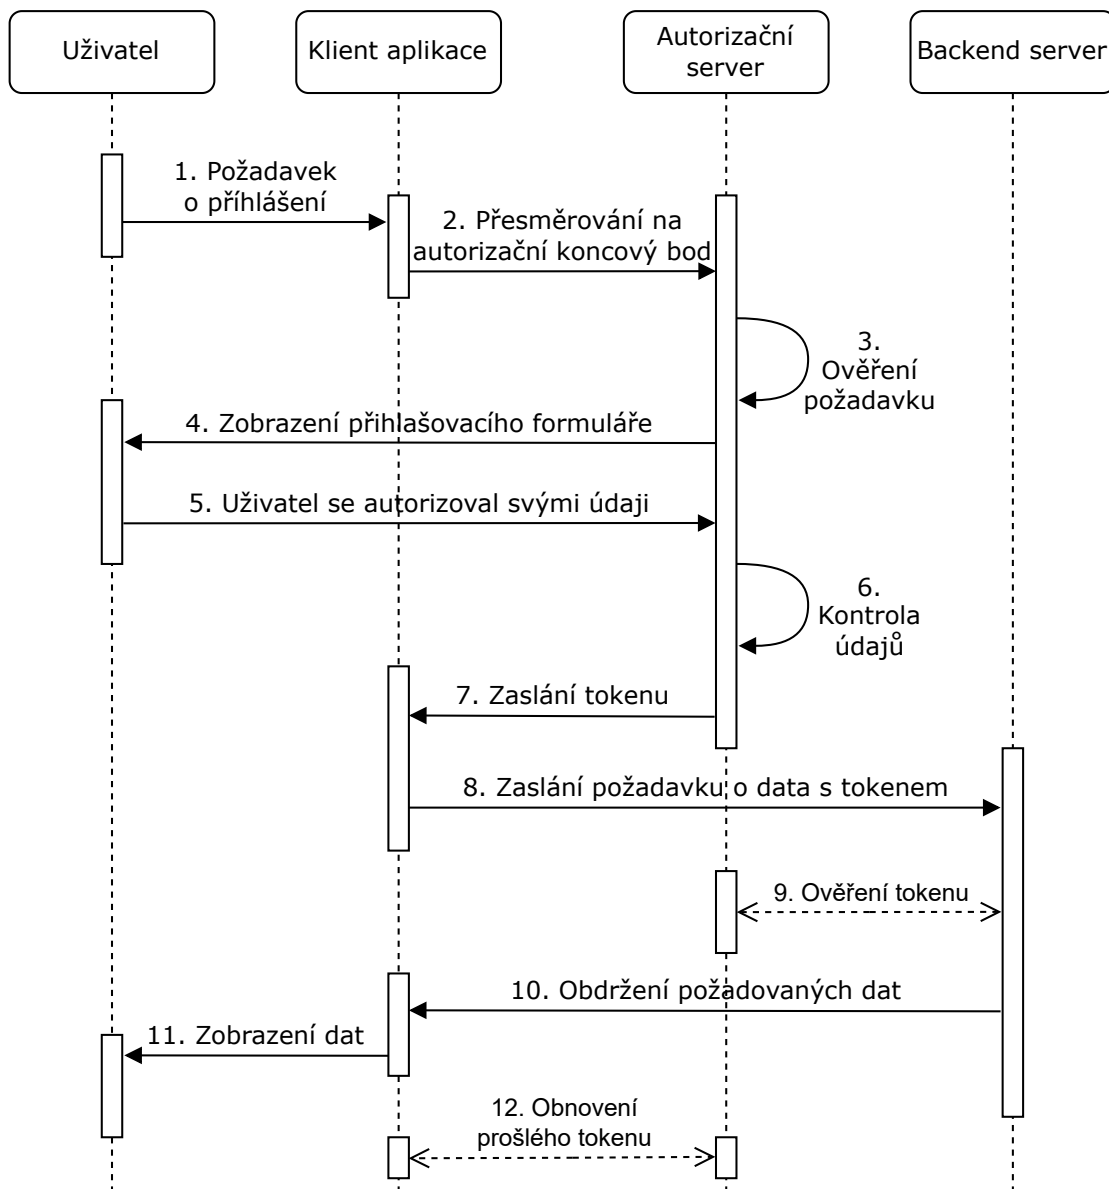 Uživatel
Klient aplikace
Autorizační
server
Backend server
1. Požadavek
o příhlášení
2. Přesměrování na
autorizační koncový bod
3.
Ověření
požadavku
4. Zobrazení přihlašovacího formuláře
5. Uživatel se autorizoval svými údaji
6.
Kontrola
údajů
7. Zaslání tokenu
8. Zaslání požadavku o data s tokenem
9. Ověření tokenu
10. Obdržení požadovaných dat
11. Zobrazení dat
12. Obnovení
prošlého tokenu